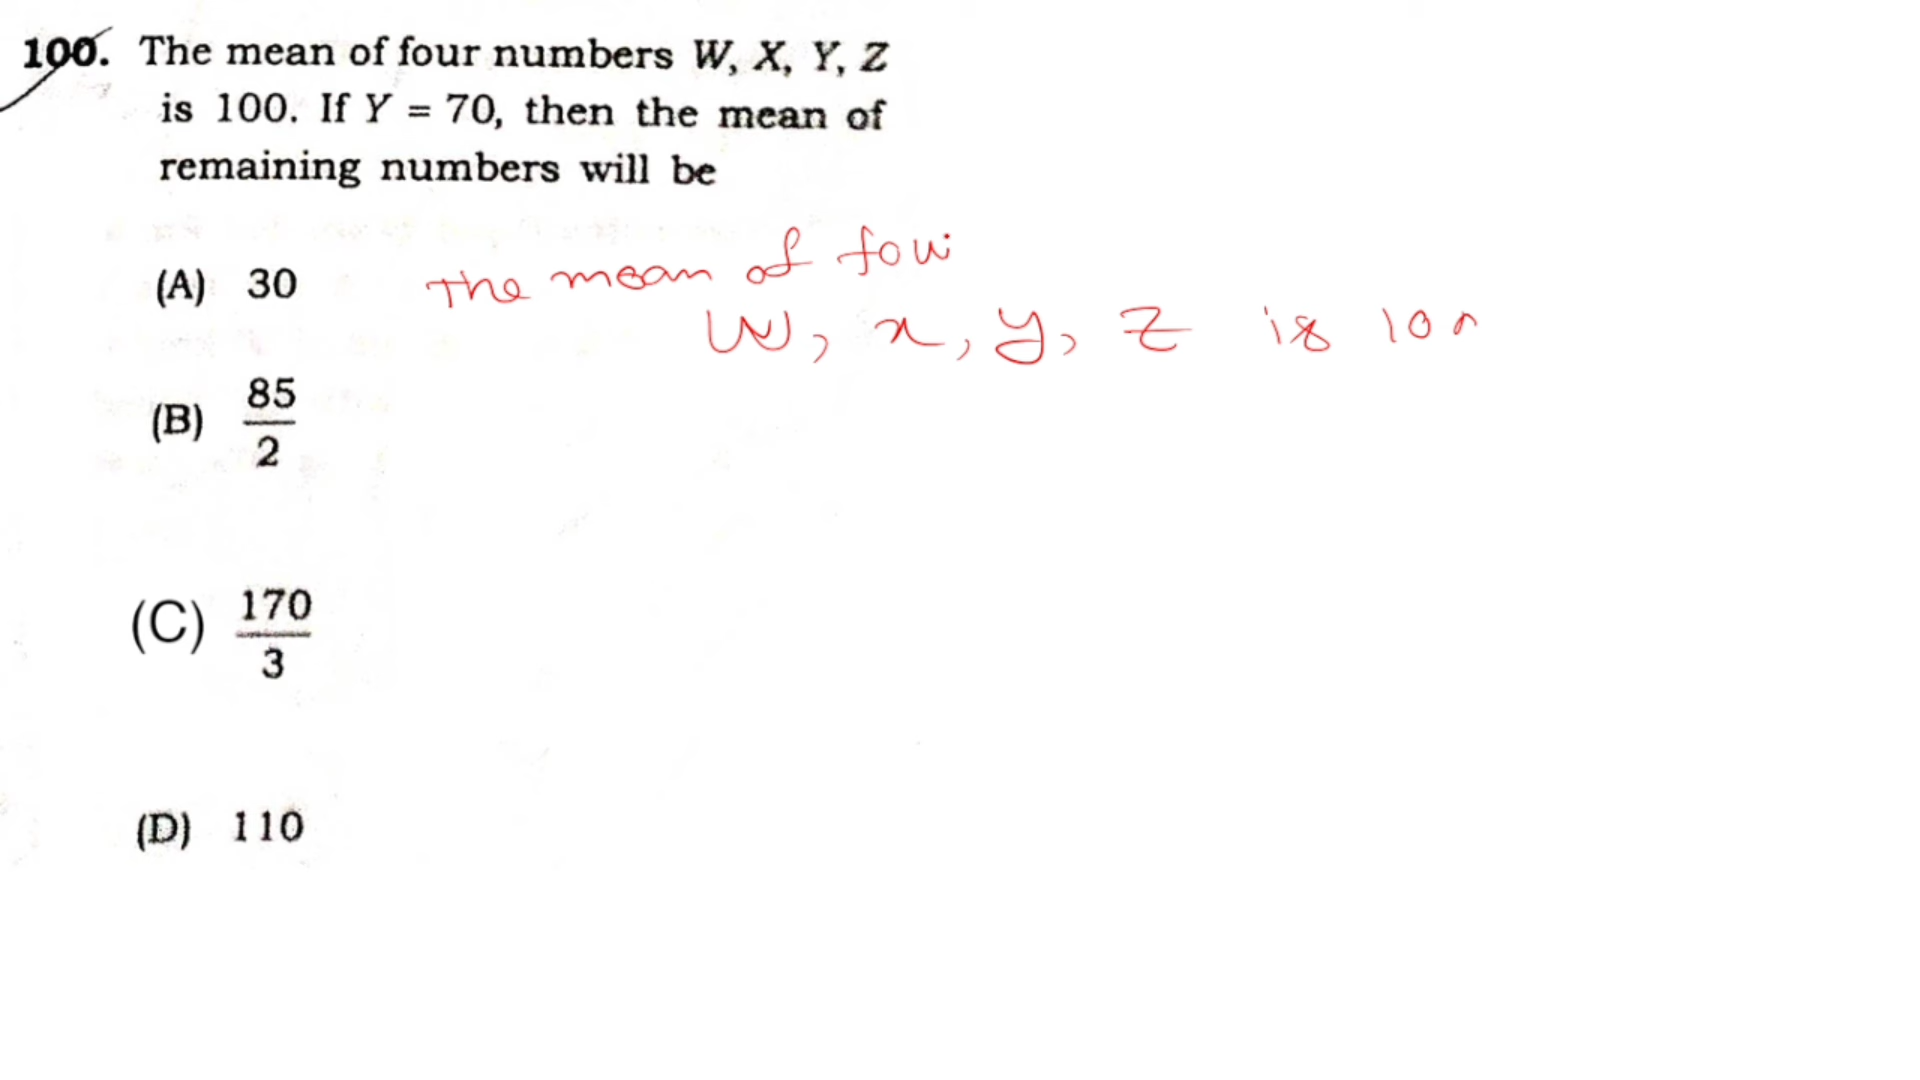 100. The mean of four numbers W, X, Y, Z
is 100. If Y = 70, then the mean of
remaining numbers will be
(A) 30
The mean of four
W, x, y, z is 100
(B) 85/2
(C) 170/3
(D) 110